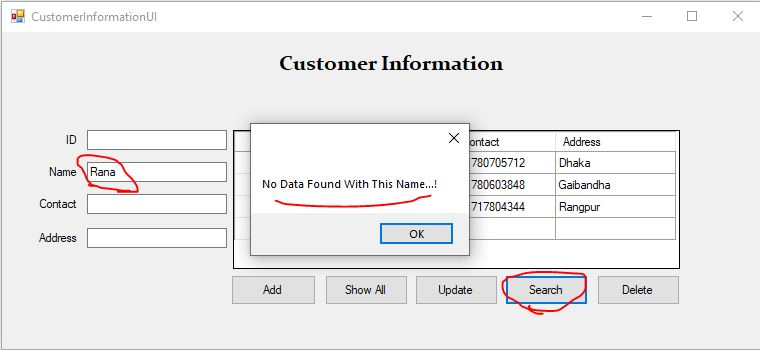 CustomerInformationUI
Customer Information
ID
Name Rana
Contact
Address
ontact Address
780705712 Dhaka
780603848 Gaibandha
717804344 Rangpur
No Data Found With This Name...!
OK
Add Show All Update Search Delete